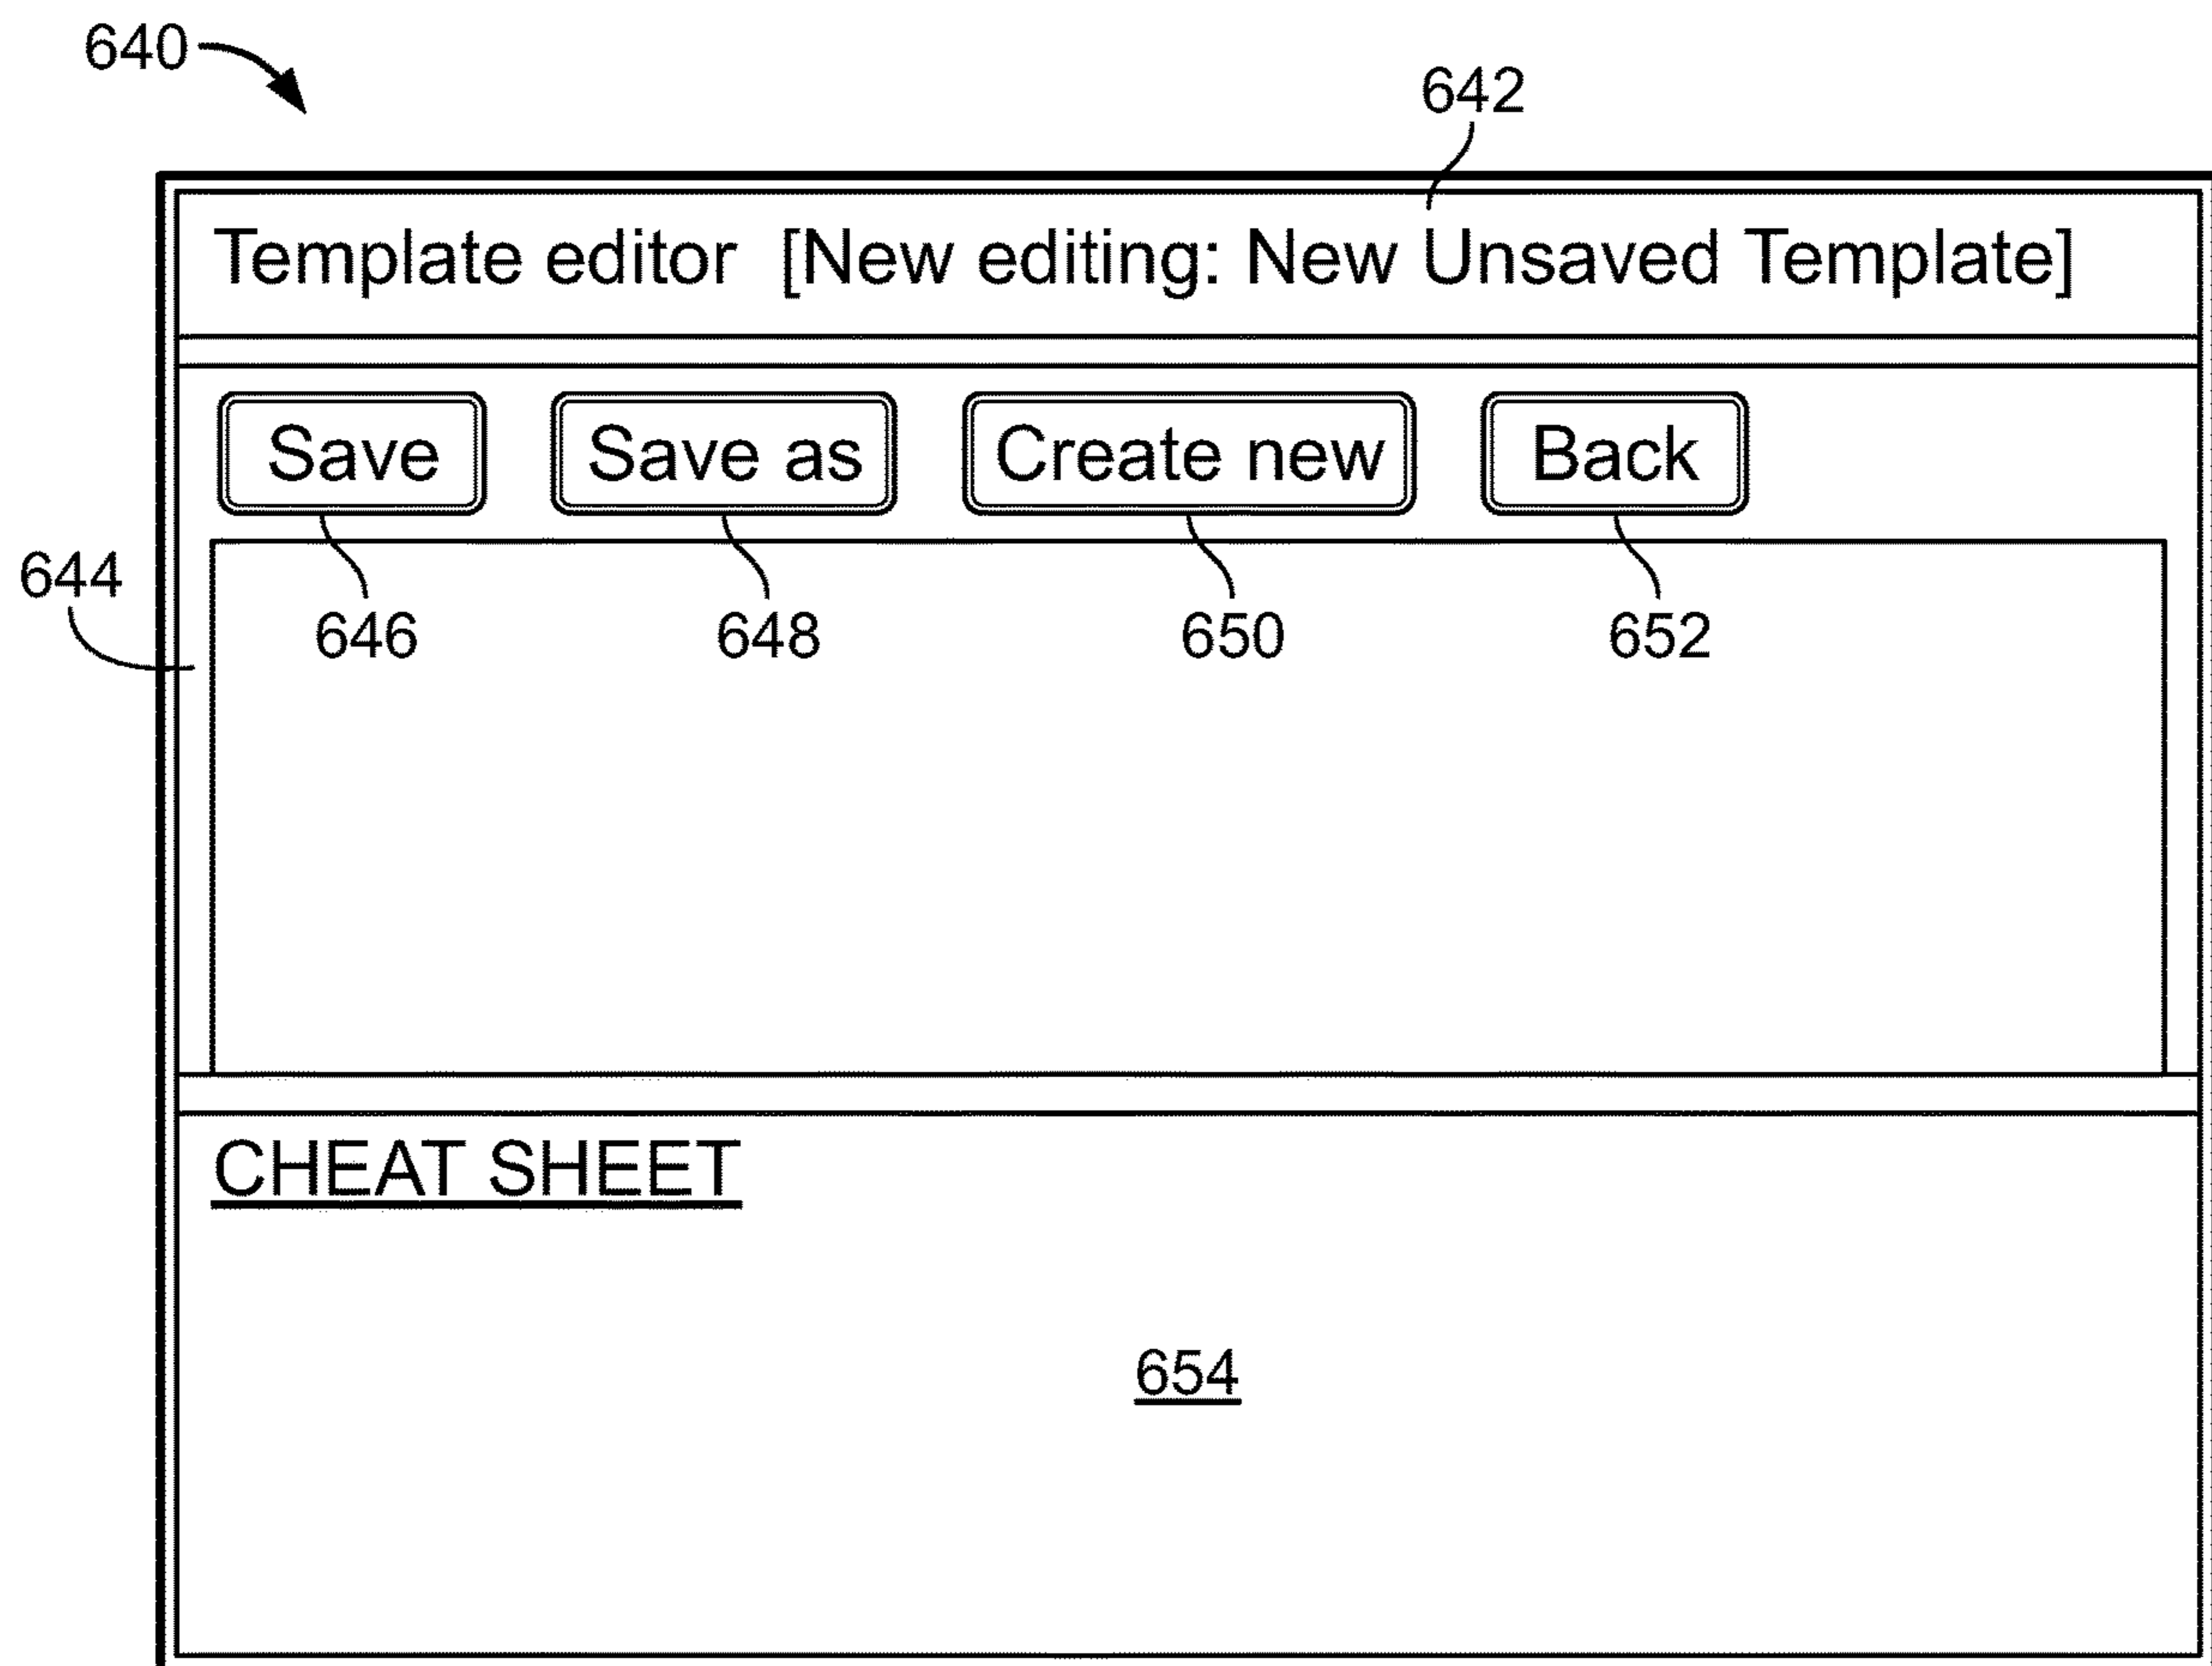 640
642
Template editor [New editing: New Unsaved Template]
Save Save as Create new Back
644
646 648 650 652
CHEAT SHEET
654